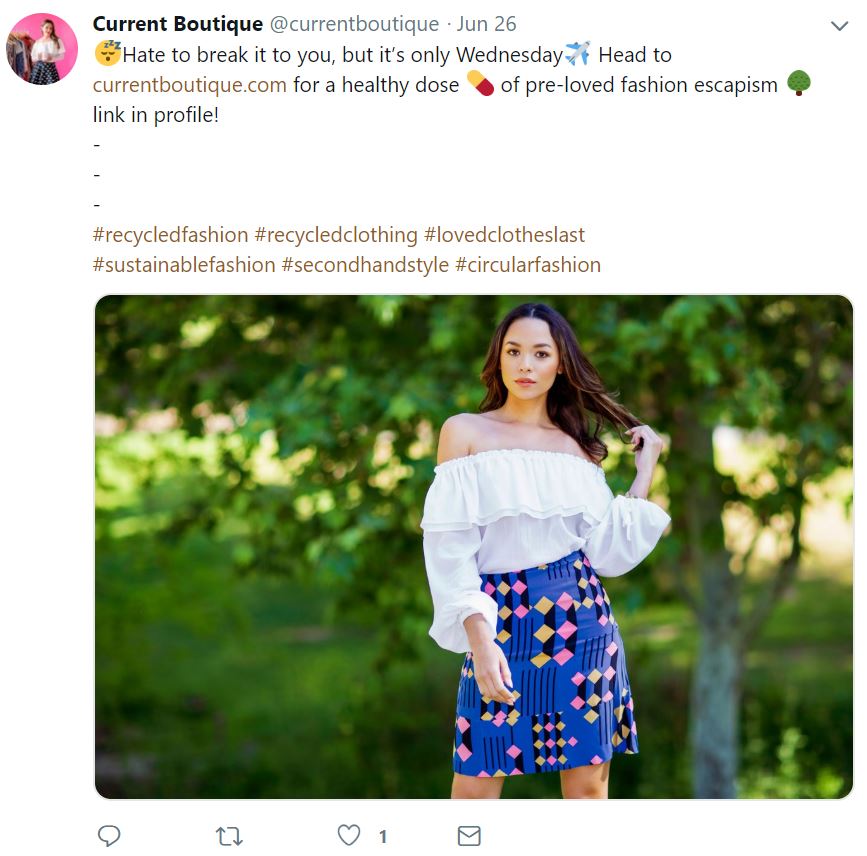 Current Boutique @currentboutique · Jun 26
😴Hate to break it to you, but it’s only Wednesday✈️ Head to
currentboutique.com for a healthy dose 💊 of pre-loved fashion escapism 🌳
link in profile!
-
-
-
#recycledfashion #recycledclothing #lovedclotheslast
#sustainablefashion #secondhandstyle #circularfashion
1